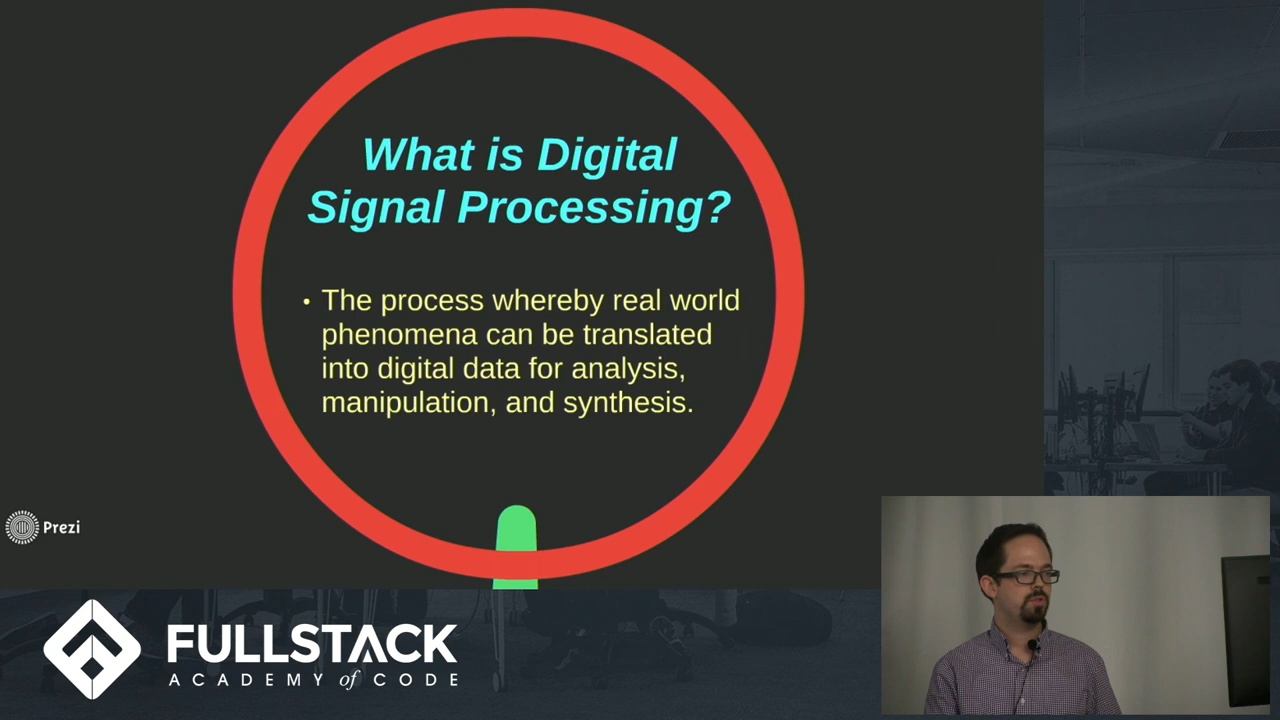 What is Digital
Signal Processing?
• The process whereby real world
phenomena can be translated
into digital data for analysis,
manipulation, and synthesis.
Prezi
FULLSTACK
ACADEMY of CODE